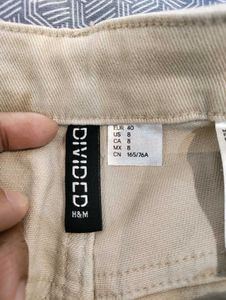 DIVIDED
H&M
EUR 40
US 8
CA 8
MX 8
CN 165/76A